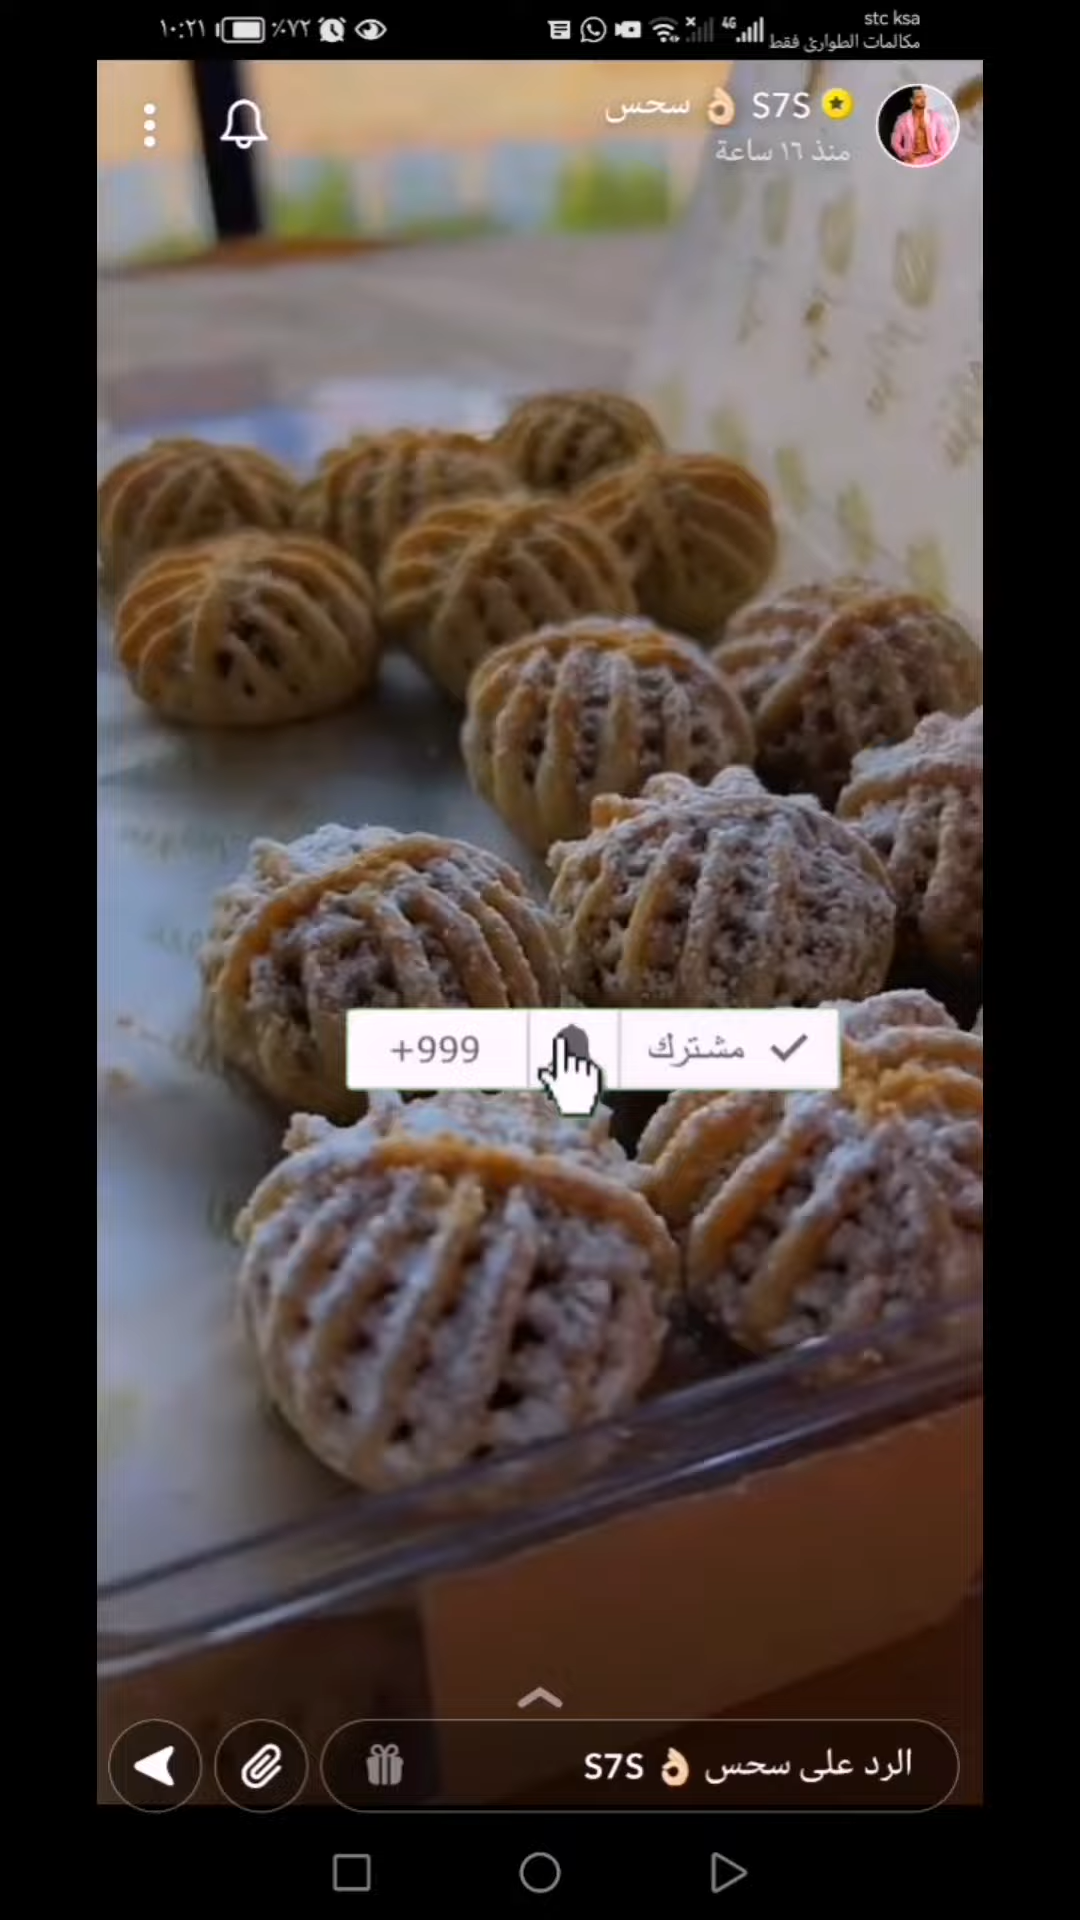 ١٠:٢١
٪٧٢
4G
stc ksa
مكالمات الطوارئ فقط
سحس 👌🏻 S7S
منذ ١٦ ساعة
مشترك
+999
الرد على سحس 👌🏻 S7S